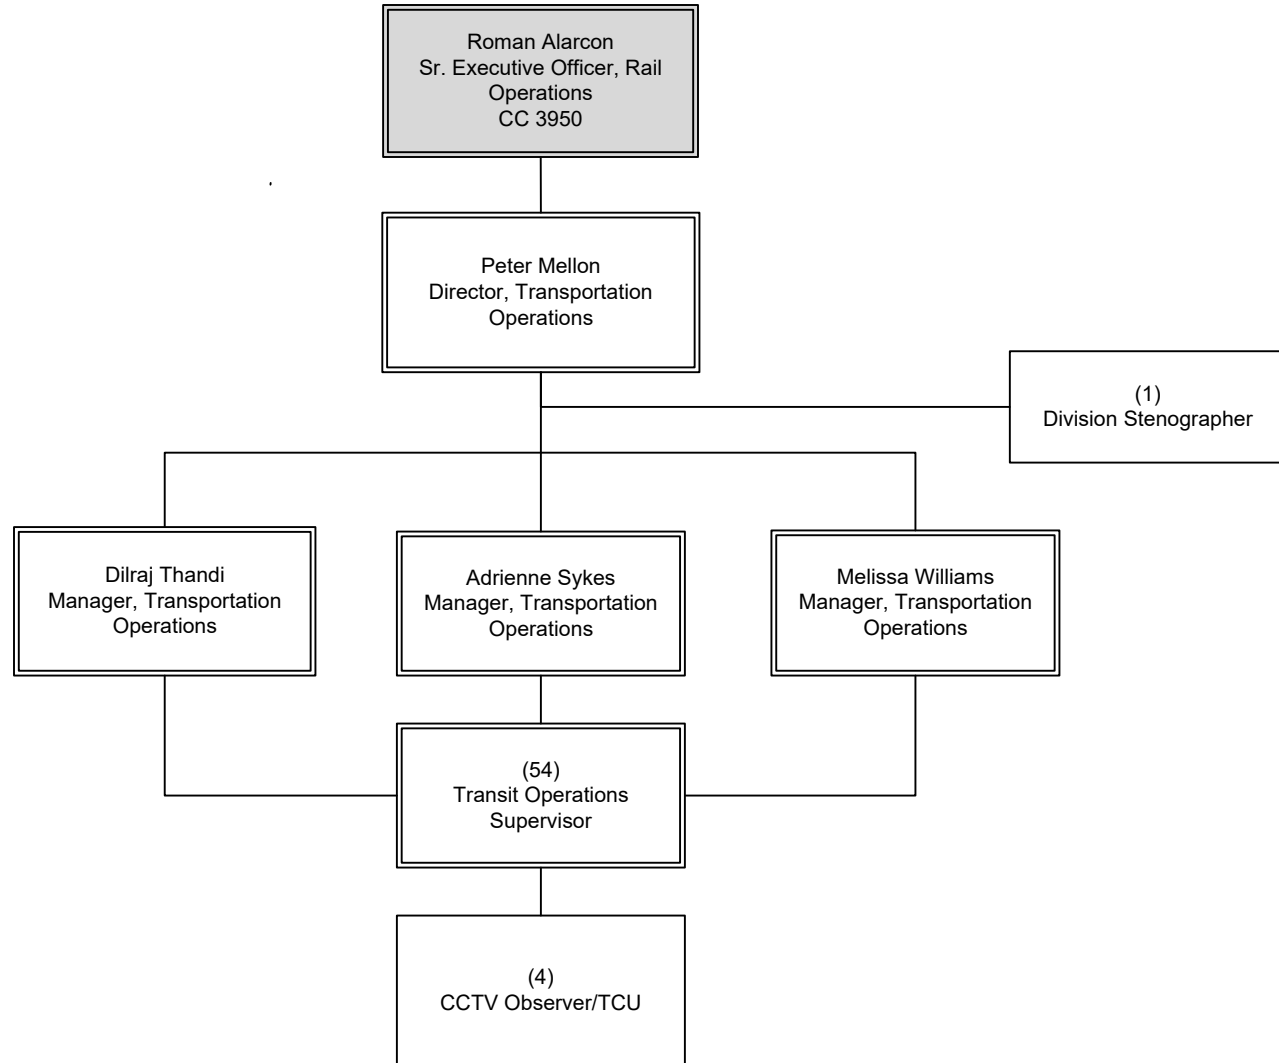 Roman Alarcon
Sr. Executive Officer, Rail
Operations
CC 3950
Peter Mellon
Director, Transportation
Operations
(1)
Division Stenographer
Dilraj Thandi
Manager, Transportation
Operations
Adrienne Sykes
Manager, Transportation
Operations
Melissa Williams
Manager, Transportation
Operations
(54)
Transit Operations
Supervisor
(4)
CCTV Observer/TCU